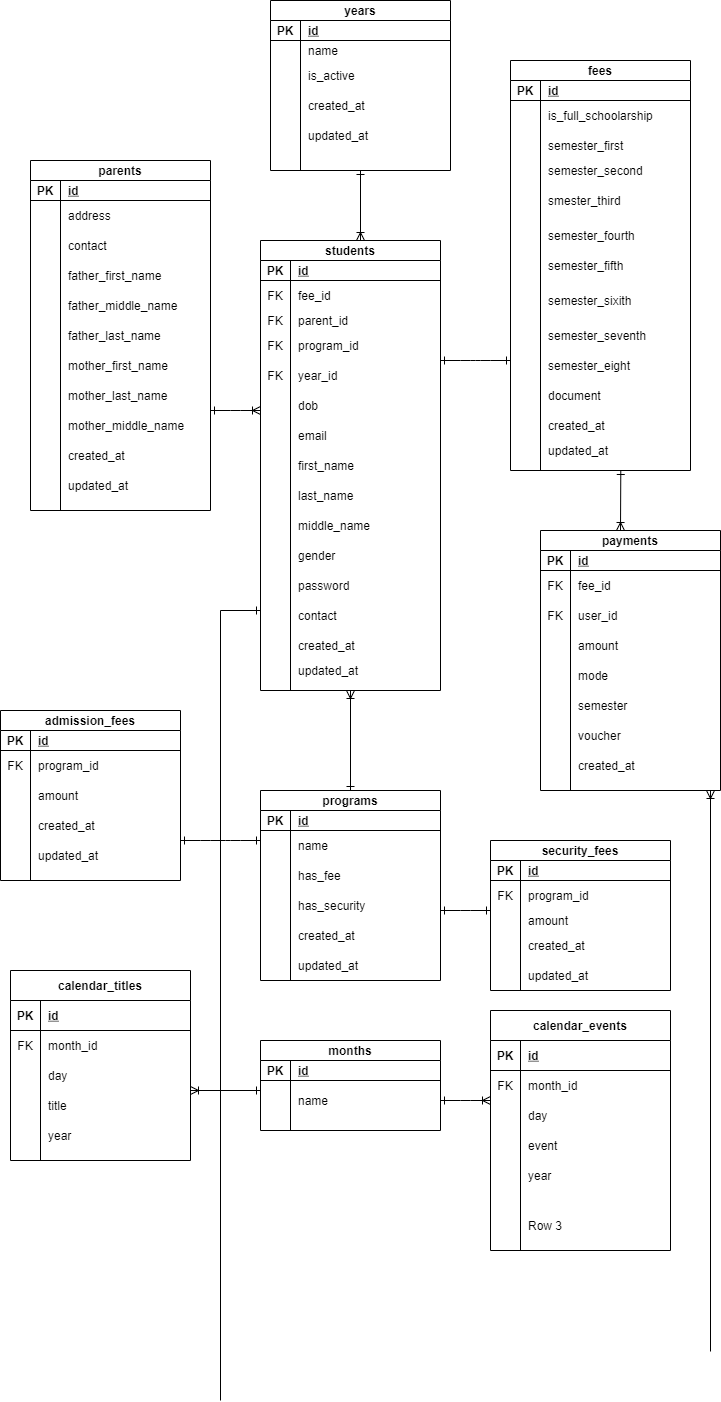 years
PK id
name
is_active
created_at
updated_at
fees
PK id
is_full_schoolarship
semester_first
semester_second
smester_third
semester_fourth
semester_fifth
semester_sixith
semester_seventh
semester_eight
document
created_at
updated_at
parents
PK id
address
contact
father_first_name
father_middle_name
father_last_name
mother_first_name
mother_last_name
mother_middle_name
created_at
updated_at
students
PK id
FK fee_id
FK parent_id
FK program_id
FK year_id
dob
email
first_name
last_name
middle_name
gender
password
contact
created_at
updated_at
payments
PK id
FK fee_id
FK user_id
amount
mode
semester
voucher
created_at
admission_fees
PK id
FK program_id
amount
created_at
updated_at
programs
PK id
name
has_fee
has_security
created_at
updated_at
security_fees
PK id
FK program_id
amount
created_at
updated_at
calendar_titles
PK id
FK month_id
day
title
year
months
PK id
name
calendar_events
PK id
FK month_id
day
event
year
Row 3